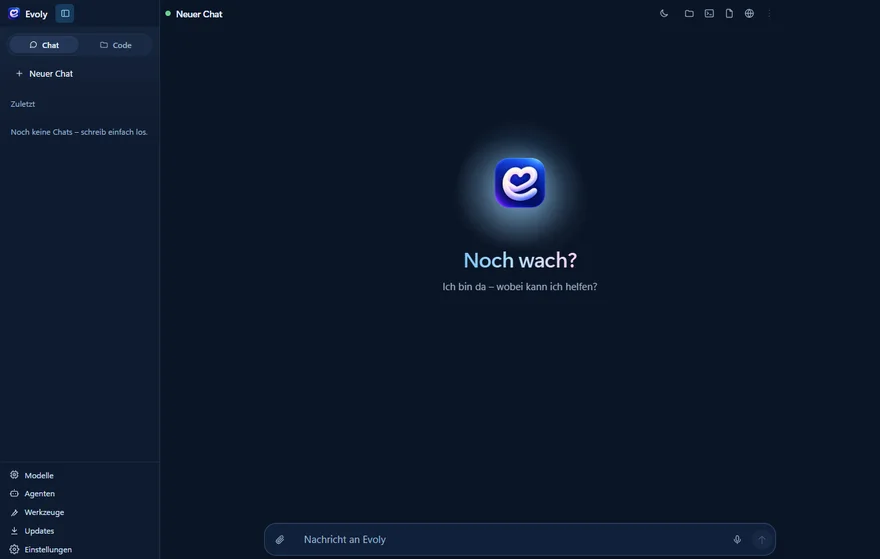 Evoly
Chat
Code
Neuer Chat
Zuletzt
Noch keine Chats – schreib einfach los.
Modelle
Agenten
Werkzeuge
Updates
Einstellungen
Neuer Chat
Noch wach?
Ich bin da – wobei kann ich helfen?
Nachricht an Evoly